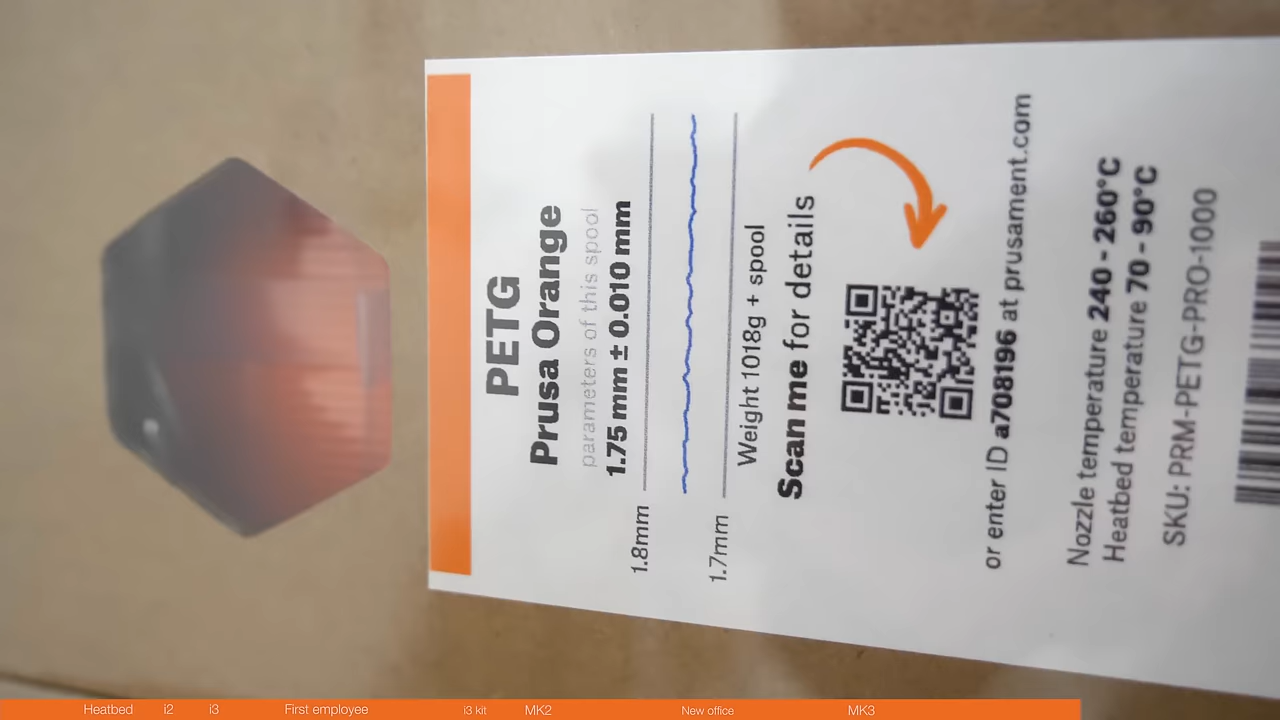 PETG
Prusa Orange
parameters of this spool
1.75 mm ± 0.010 mm
1.8mm
1.7mm
Weight 1018g + spool
Scan me for details
or enter ID a708196 at prusament.com
Nozzle temperature 240 - 260°C
Heatbed temperature 70 - 90°C
SKU: PRM-PETG-PRO-1000
Heatbed i2 i3 First employee i3 kit MK2 New office MK3